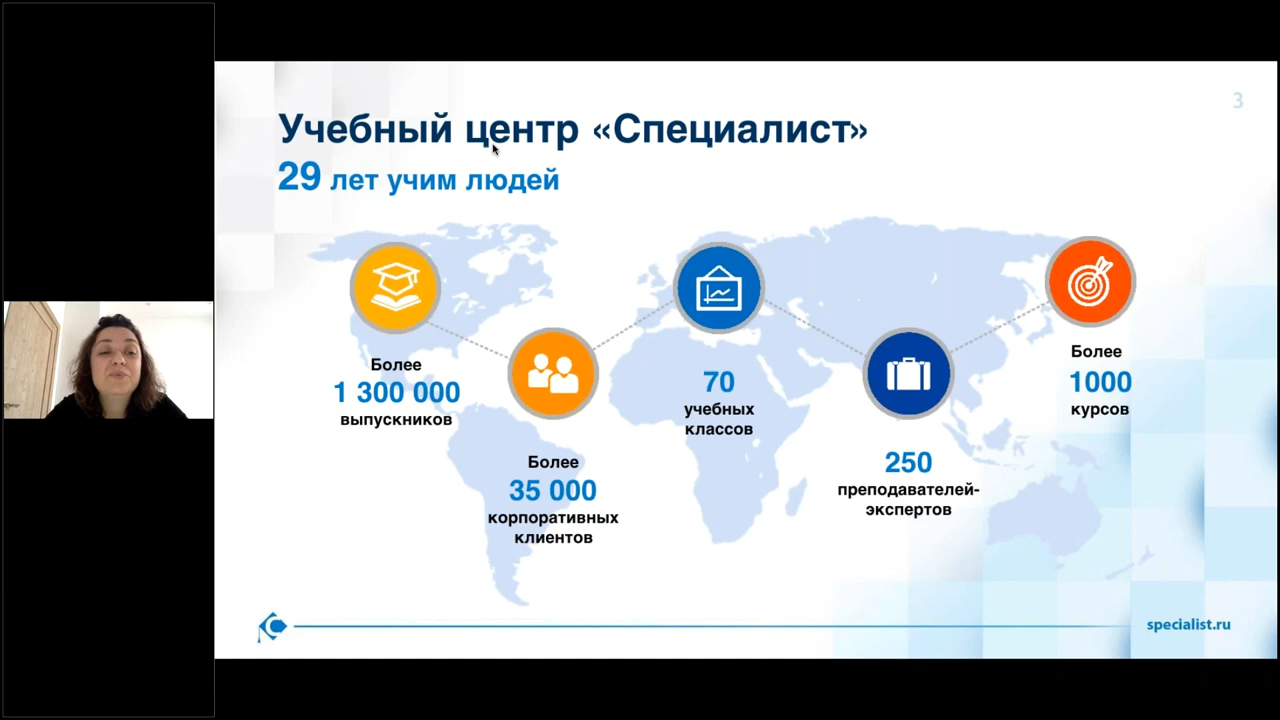 3
Учебный центр «Специалист»
29 лет учим людей
Более
1 300 000
выпускников
Более
35 000
корпоративных
клиентов
70
учебных
классов
250
преподавателей-
экспертов
Более
1000
курсов
specialist.ru